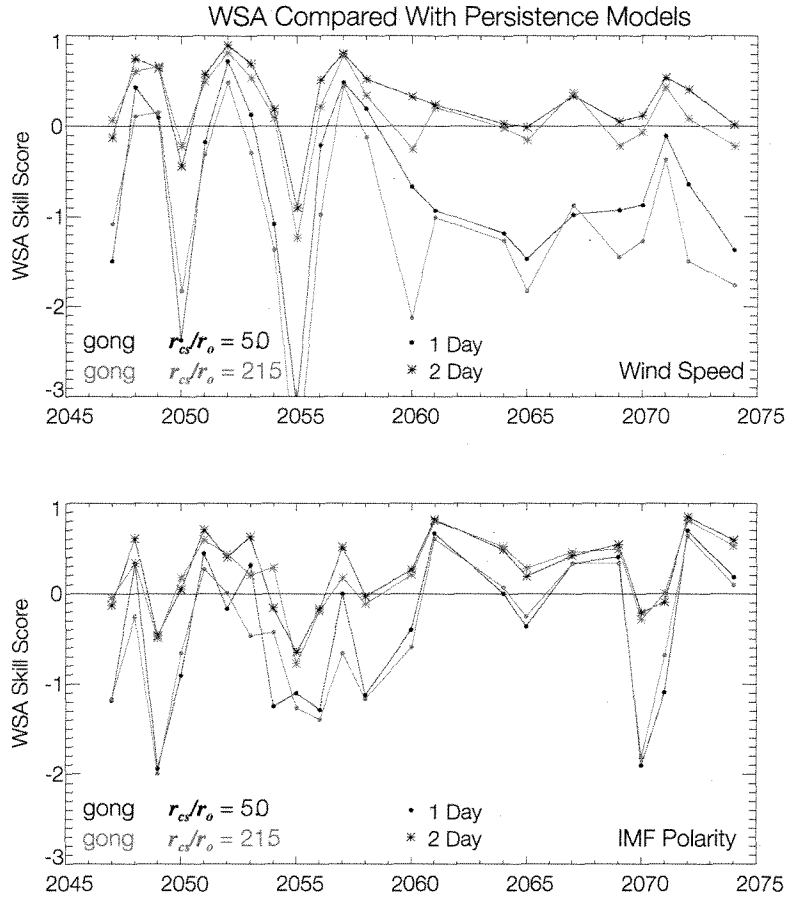 WSA Compared With Persistence Models
1
0
-1
-2
-3
WSA Skill Score
gong r_cs/r_o = 5.0
gong r_cs/r_o = 21.5
• 1 Day
* 2 Day
Wind Speed
2045 2050 2055 2060 2065 2070 2075
1
0
-1
-2
-3
WSA Skill Score
gong r_cs/r_o = 5.0
gong r_cs/r_o = 21.5
• 1 Day
* 2 Day
IMF Polarity
2045 2050 2055 2060 2065 2070 2075